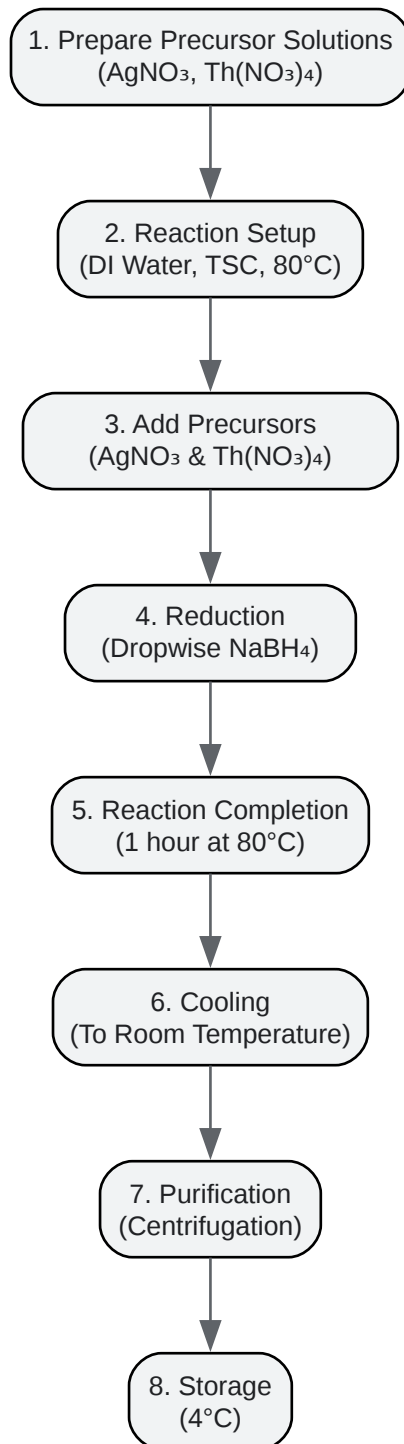 1. Prepare Precursor Solutions
(AgNO₃, Th(NO₃)₄)
2. Reaction Setup
(DI Water, TSC, 80°C)
3. Add Precursors
(AgNO₃ & Th(NO₃)₄)
4. Reduction
(Dropwise NaBH₄)
5. Reaction Completion
(1 hour at 80°C)
6. Cooling
(To Room Temperature)
7. Purification
(Centrifugation)
8. Storage
(4°C)